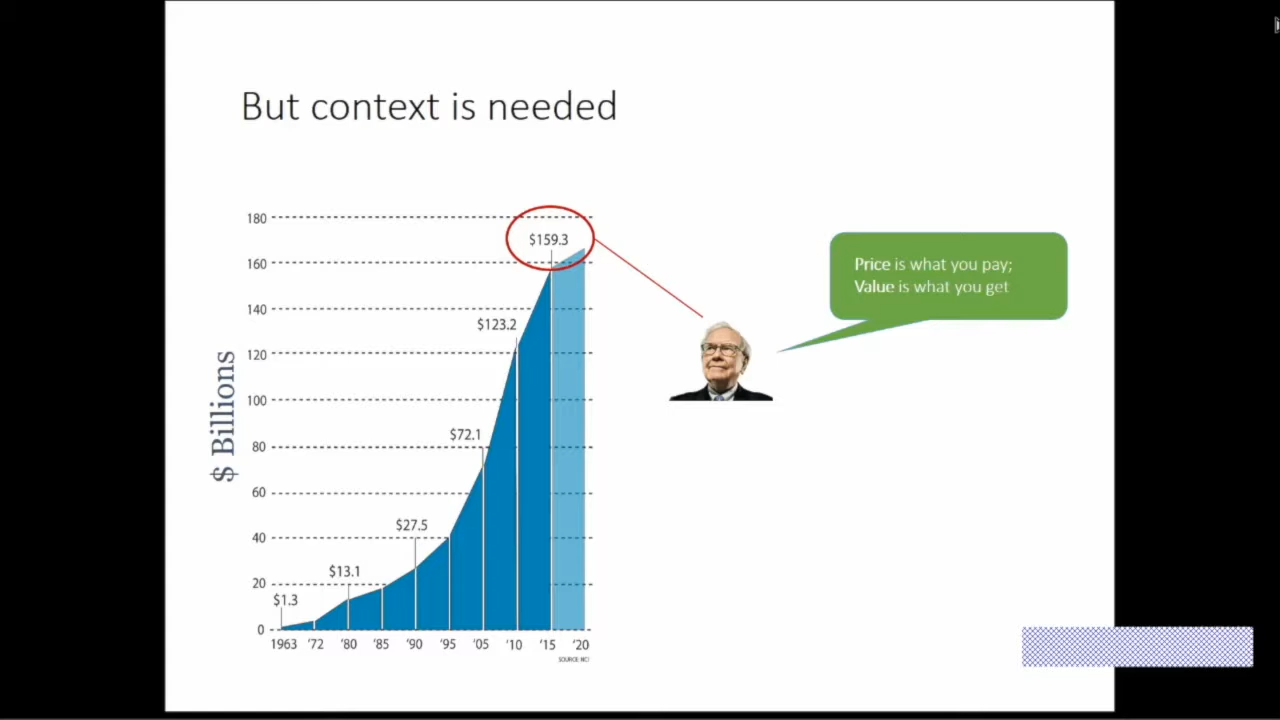 But context is needed
$ Billions
180
160
140
120
100
80
60
40
20
0
$159.3
$123.2
$72.1
$27.5
$13.1
$1.3
1963 '72 '80 '85 '90 '95 '05 '10 '15 '20
SOURCE: NCI
Price is what you pay;
Value is what you get